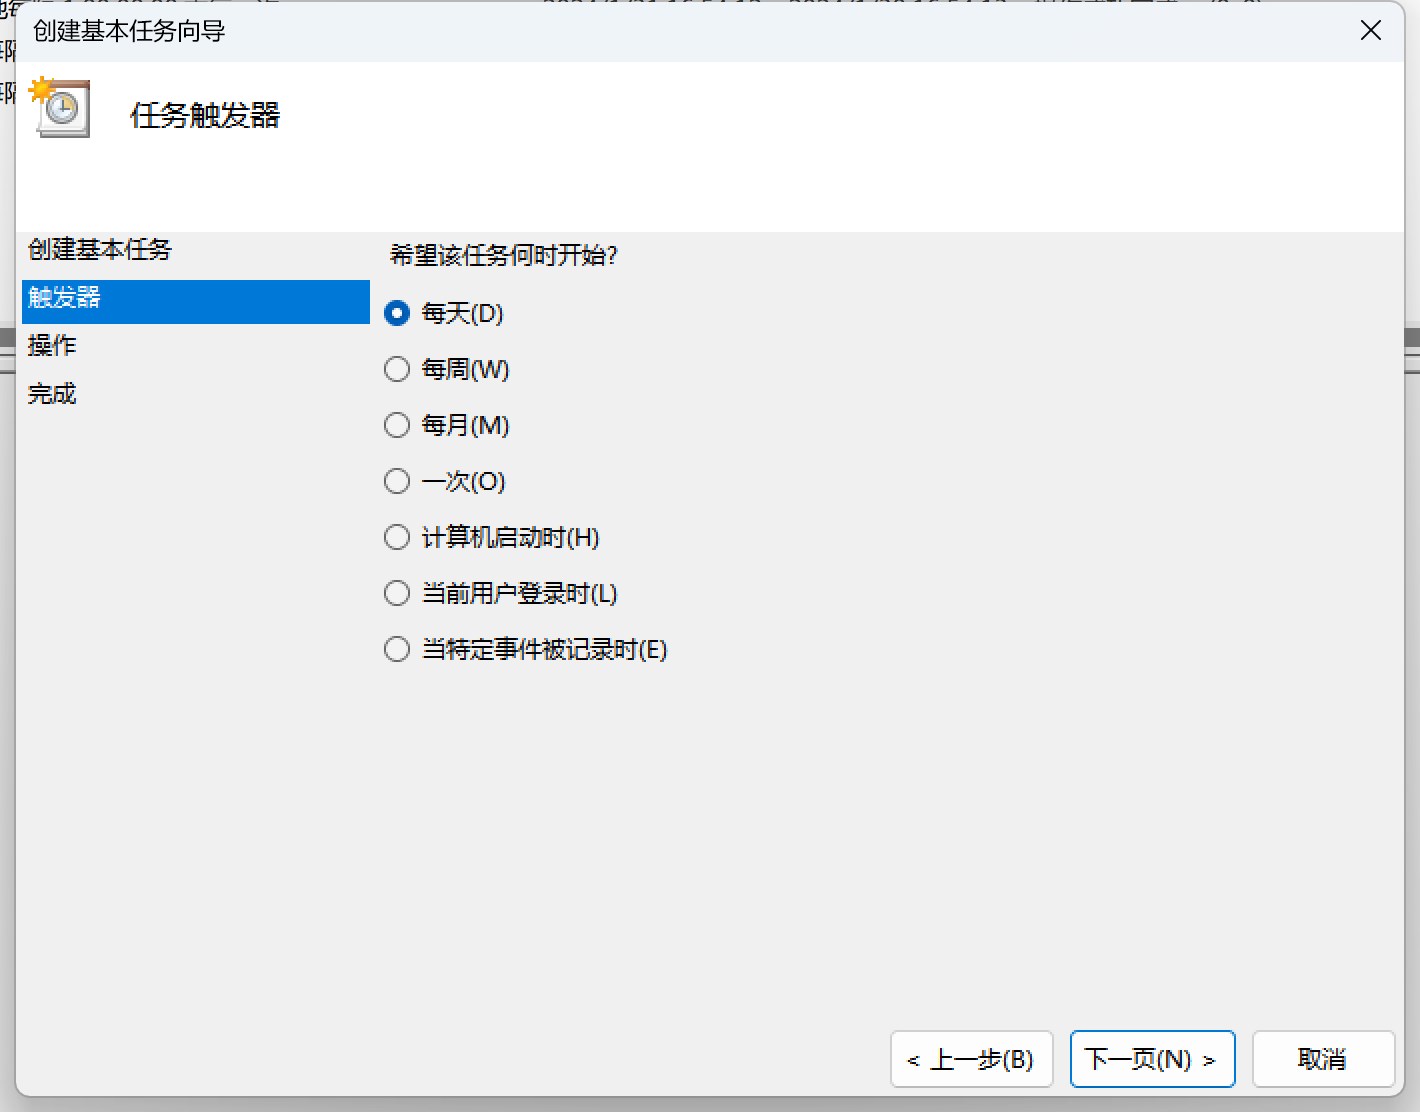 创建基本任务向导
任务触发器
创建基本任务
触发器
操作
完成
希望该任务何时开始?
每天(D)
每周(W)
每月(M)
一次(O)
计算机启动时(H)
当前用户登录时(L)
当特定事件被记录时(E)
< 上一步(B)
下一页(N) >
取消